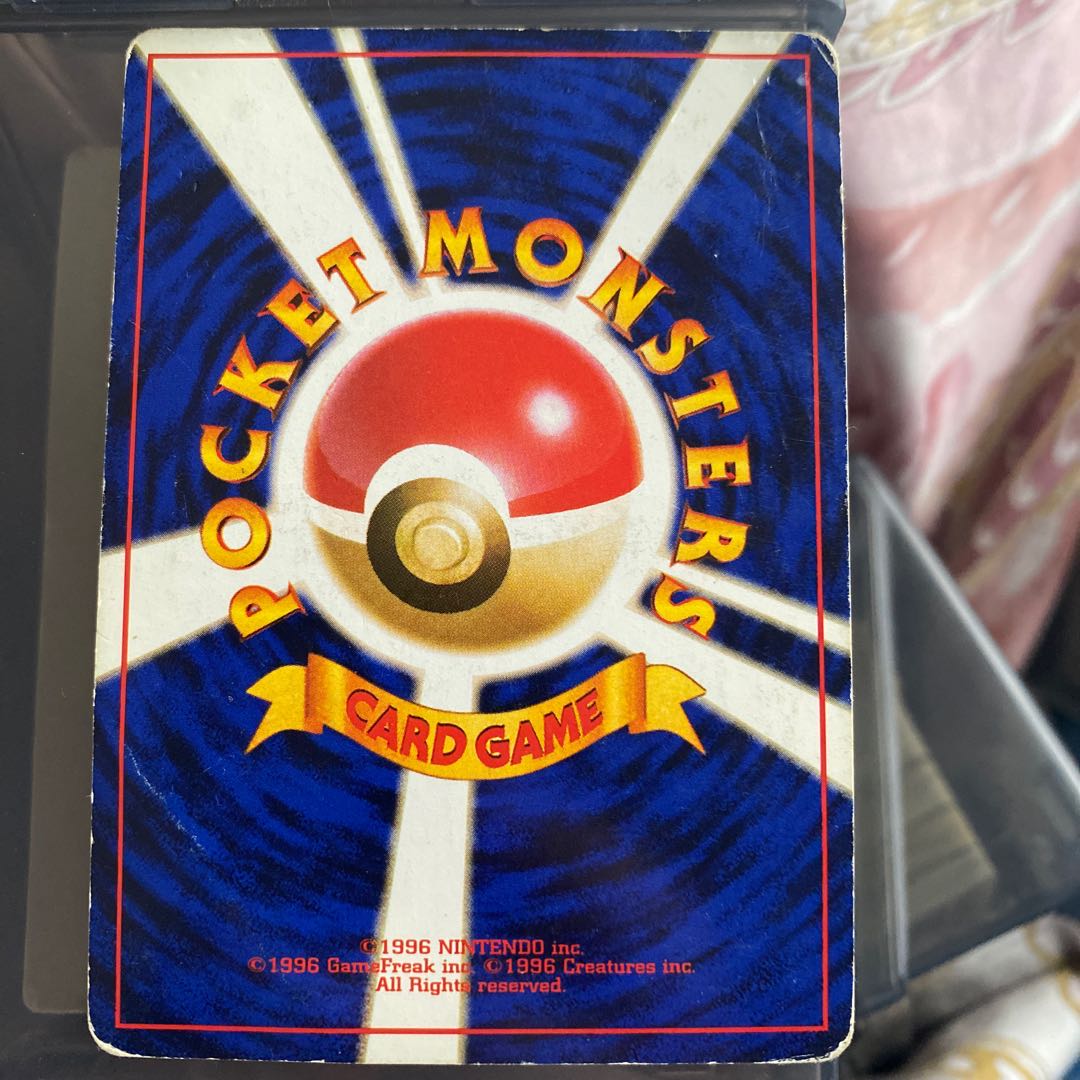 POCKET MONSTERS
CARD GAME
©1996 NINTENDO inc.
©1996 GameFreak inc. ©1996 Creatures inc.
All Rights reserved.